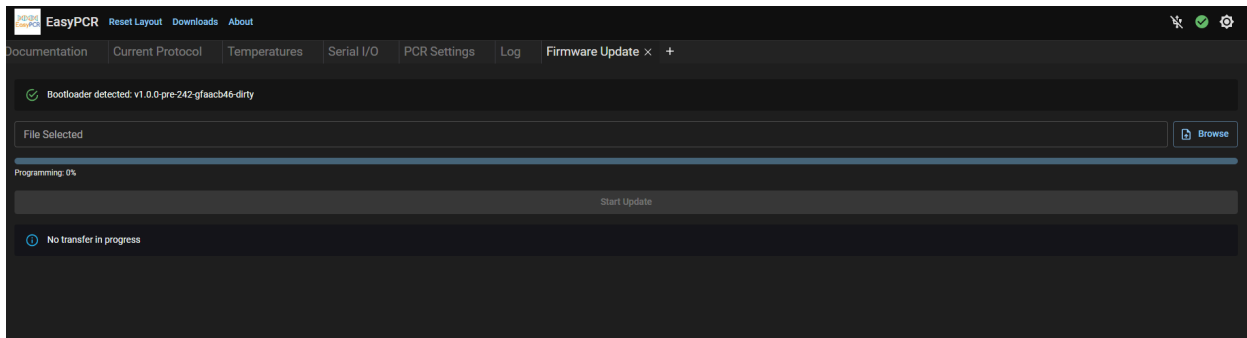 EasyPCR EasyPCR Reset Layout Downloads About
Documentation Current Protocol Temperatures Serial I/O PCR Settings Log Firmware Update × +
Bootloader detected: v1.0.0-pre-242-gfaacb46-dirty
File Selected Browse
Programming: 0%
Start Update
No transfer in progress